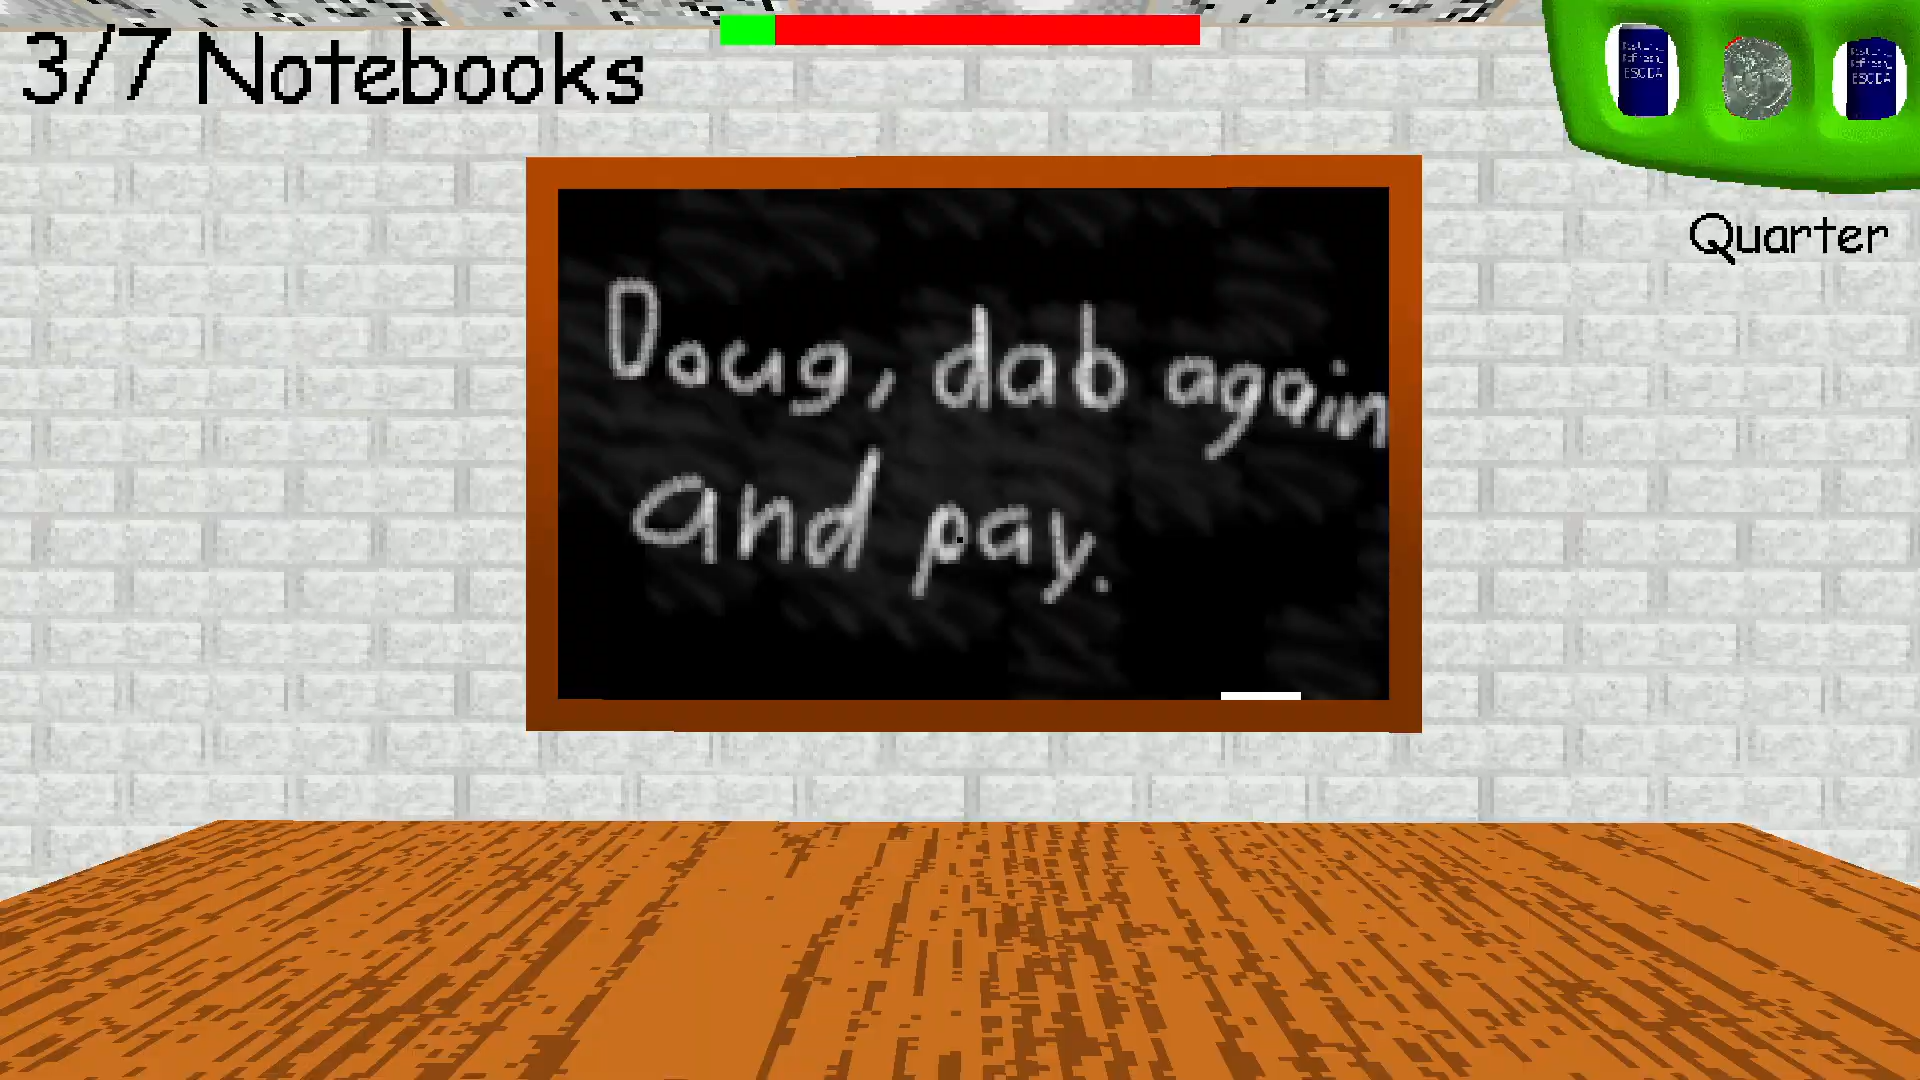 3/7 Notebooks
Quarter
Doug, dab again
and pay.